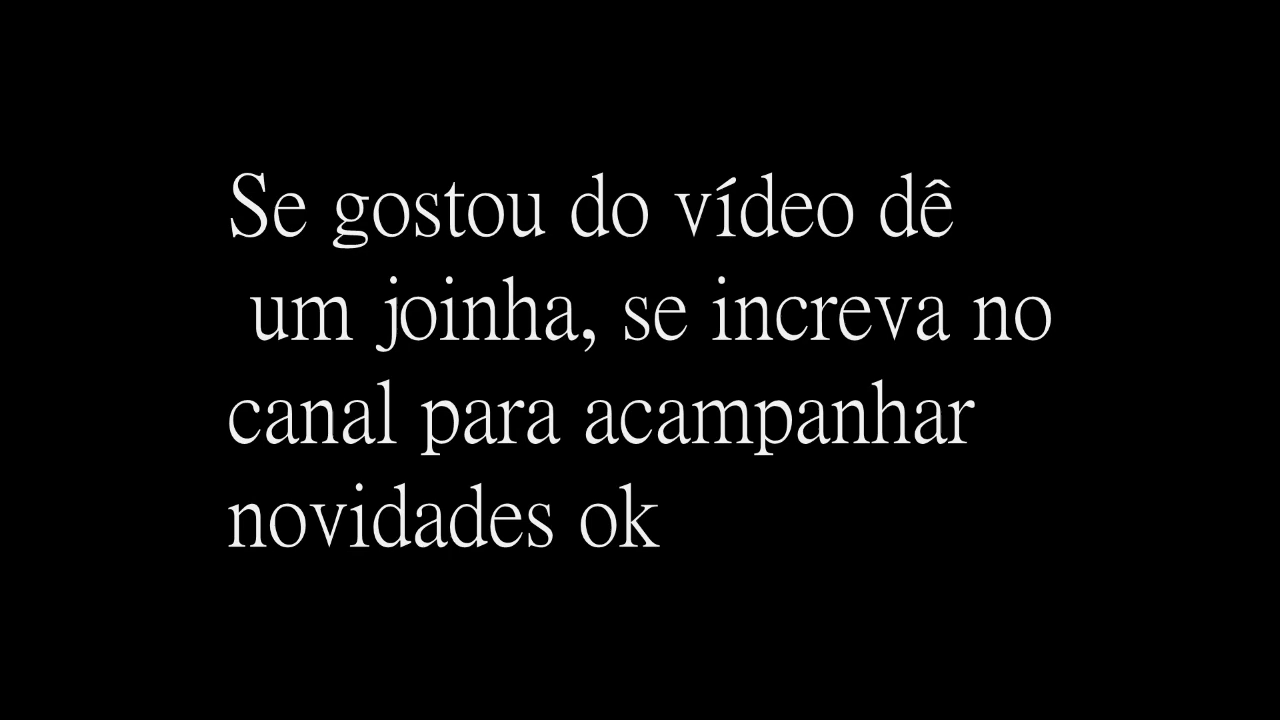 Se gostou do vídeo dê
um joinha, se increva no
canal para acampanhar
novidades ok